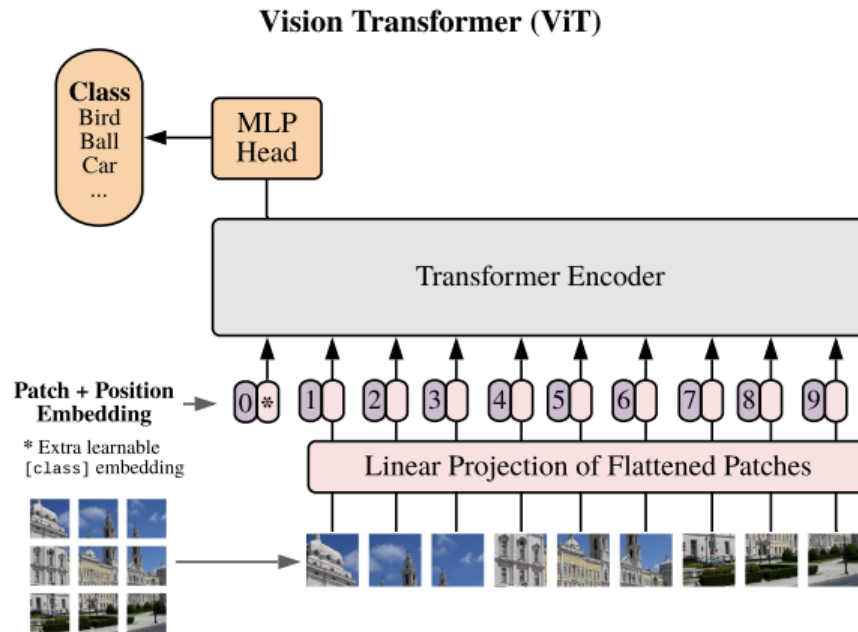 Vision Transformer (ViT)
Class
Bird
Ball
Car
...
MLP
Head
Transformer Encoder
Patch + Position
Embedding
0 * 1 2 3 4 5 6 7 8 9
* Extra learnable
[class] embedding
Linear Projection of Flattened Patches